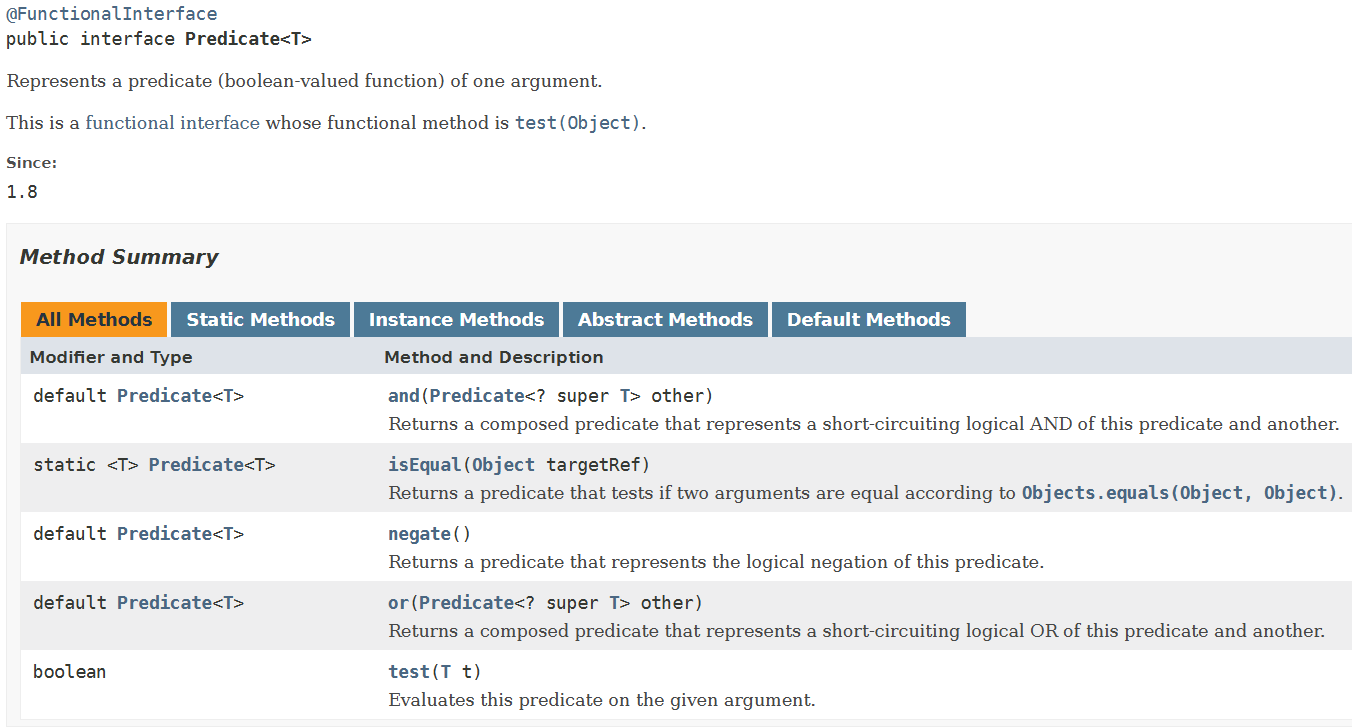 @FunctionalInterface
public interface Predicate<T>
Represents a predicate (boolean-valued function) of one argument.
This is a functional interface whose functional method is test(Object).
Since:
1.8
Method Summary
All Methods Static Methods Instance Methods Abstract Methods Default Methods
Modifier and Type Method and Description
default Predicate<T> and(Predicate<? super T> other)
Returns a composed predicate that represents a short-circuiting logical AND of this predicate and another.
static <T> Predicate<T> isEqual(Object targetRef)
Returns a predicate that tests if two arguments are equal according to Objects.equals(Object, Object).
default Predicate<T> negate()
Returns a predicate that represents the logical negation of this predicate.
default Predicate<T> or(Predicate<? super T> other)
Returns a composed predicate that represents a short-circuiting logical OR of this predicate and another.
boolean test(T t)
Evaluates this predicate on the given argument.